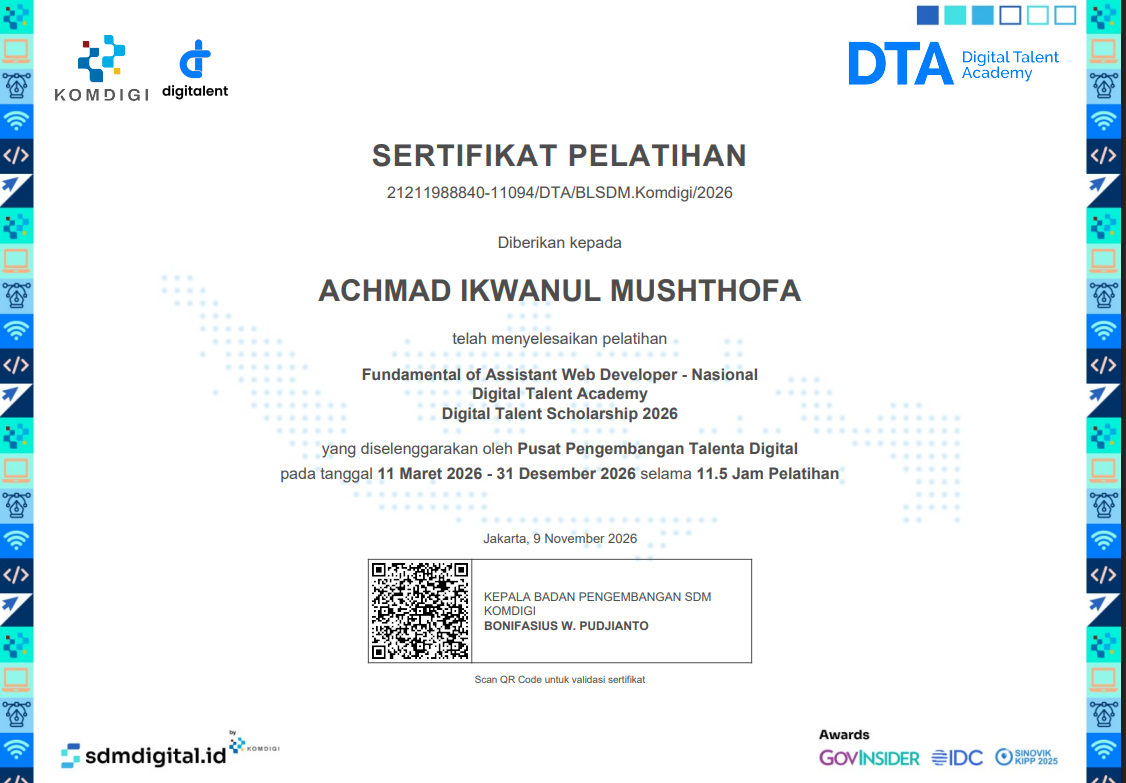 KOMDIGI
digitalent
DTA Digital Talent
Academy
SERTIFIKAT PELATIHAN
21211988840-11094/DTA/BLSDM.Komdigi/2026
Diberikan kepada
ACHMAD IKWANUL MUSHTHOFA
telah menyelesaikan pelatihan
Fundamental of Assistant Web Developer - Nasional
Digital Talent Academy
Digital Talent Scholarship 2026
yang diselenggarakan oleh Pusat Pengembangan Talenta Digital
pada tanggal 11 Maret 2026 - 31 Desember 2026 selama 11.5 Jam Pelatihan
Jakarta, 9 November 2026
KEPALA BADAN PENGEMBANGAN SDM
KOMDIGI
BONIFASIUS W. PUDJIANTO
Scan QR Code untuk validasi sertifikat
sdmdigital.id
by
KOMDIGI
Awards
GOVINSIDER
IDC
SINOVIK
KIPP 2025